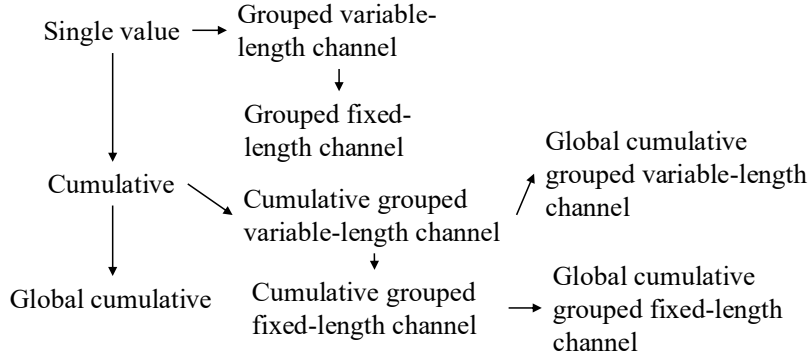 Single value
Grouped variable-
length channel
Grouped fixed-
length channel
Cumulative
Cumulative grouped
variable-length channel
Global cumulative
grouped variable-length
channel
Global cumulative
Cumulative grouped
fixed-length channel
Global cumulative
grouped fixed-length
channel